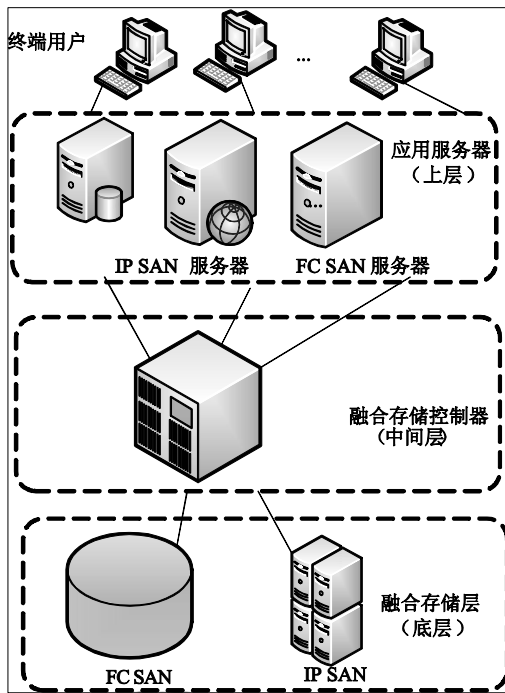 终端用户
...
应用服务器
（上层）
IP SAN 服务器
FC SAN 服务器
融合存储控制器
（中间层）
融合存储层
（底层）
FC SAN
IP SAN